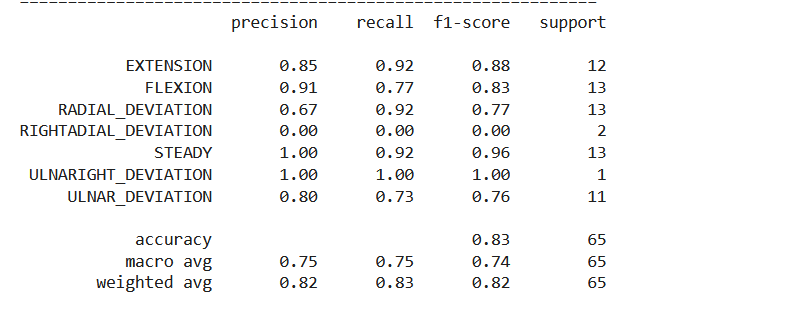 ------------------------------------------------------------
precision recall f1-score support
EXTENSION 0.85 0.92 0.88 12
FLEXION 0.91 0.77 0.83 13
RADIAL_DEVIATION 0.67 0.92 0.77 13
RIGHTADIAL_DEVIATION 0.00 0.00 0.00 2
STEADY 1.00 0.92 0.96 13
ULNARIGHT_DEVIATION 1.00 1.00 1.00 1
ULNAR_DEVIATION 0.80 0.73 0.76 11
accuracy 0.83 65
macro avg 0.75 0.75 0.74 65
weighted avg 0.82 0.83 0.82 65